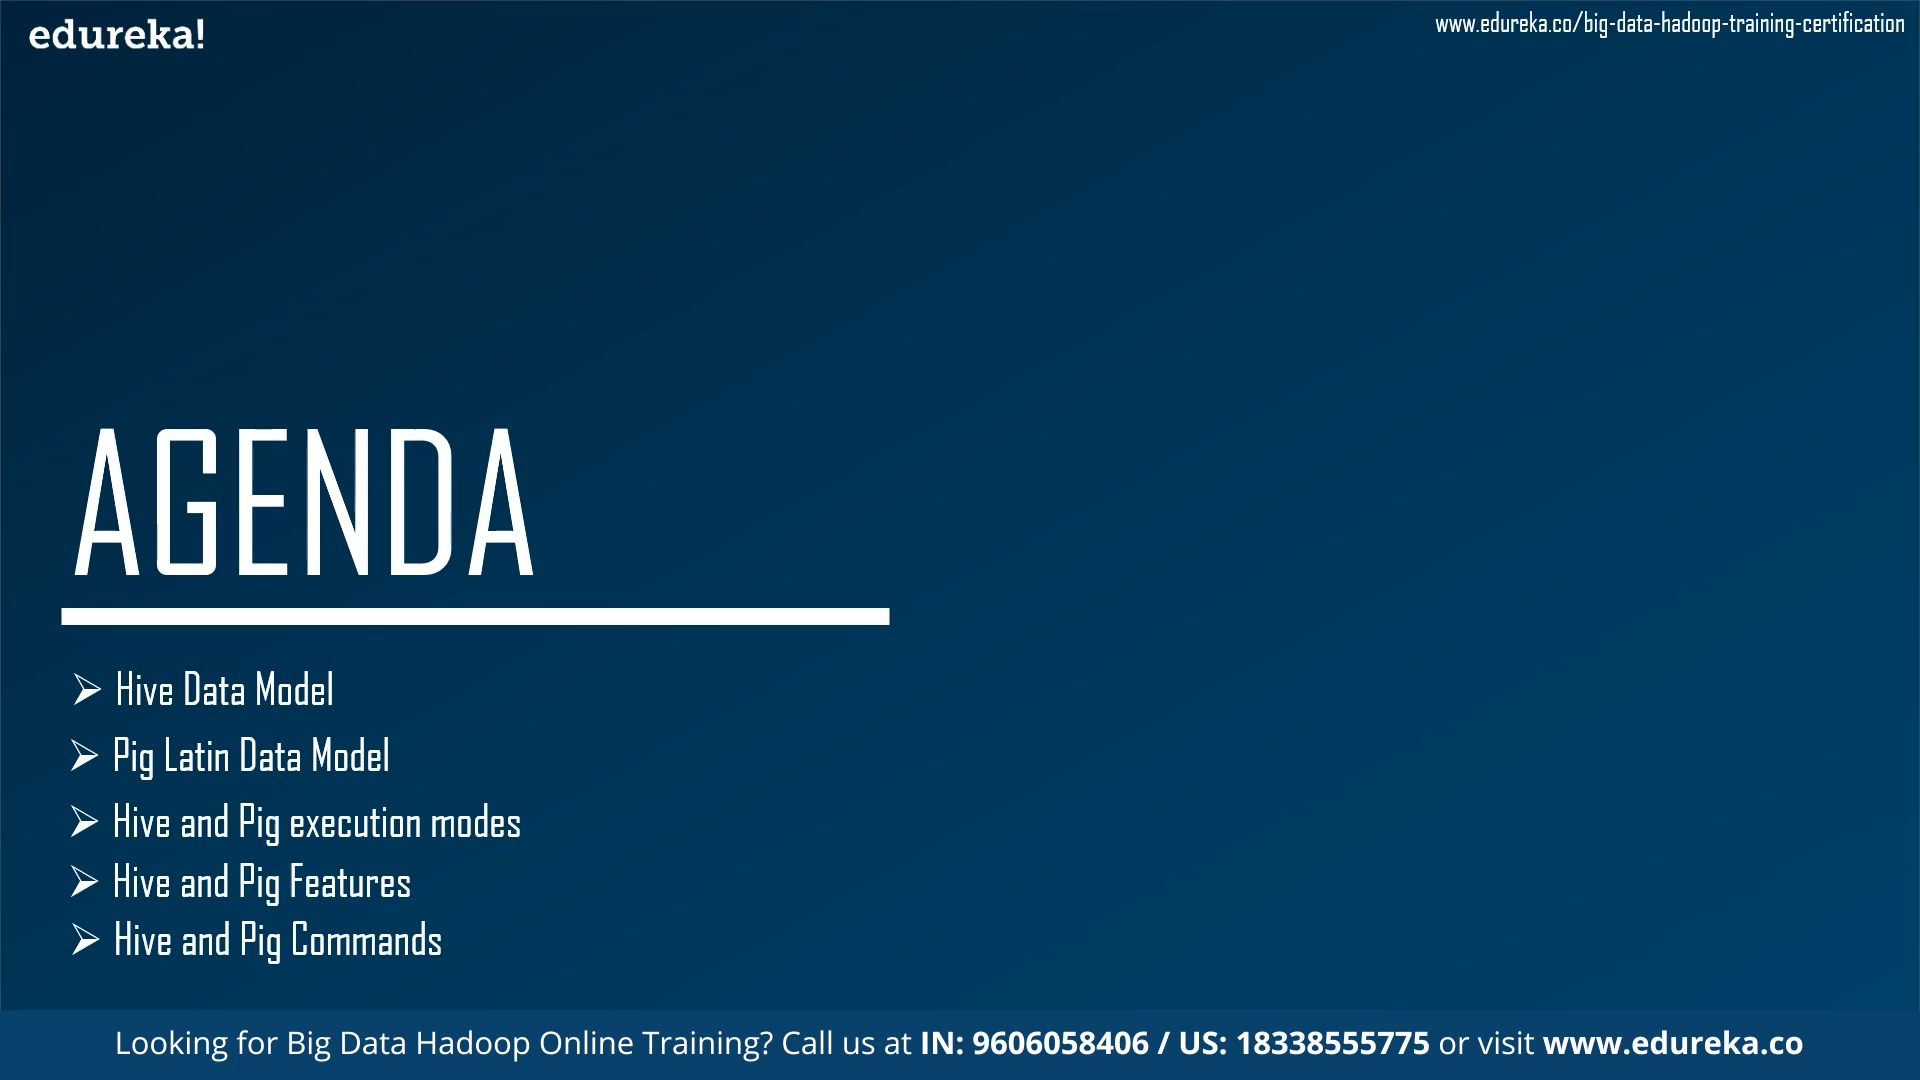 edureka!
www.edureka.co/big-data-hadoop-training-certification
AGENDA
➢ Hive Data Model
➢ Pig Latin Data Model
➢ Hive and Pig execution modes
➢ Hive and Pig Features
➢ Hive and Pig Commands
Looking for Big Data Hadoop Online Training? Call us at IN: 9606058406 / US: 18338555775 or visit www.edureka.co